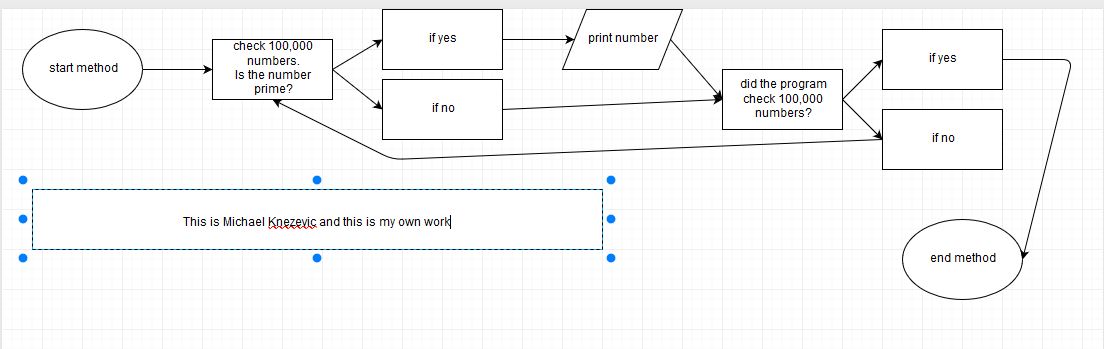 start method
check 100,000
numbers.
Is the number
prime?
if yes
if no
print number
did the program
check 100,000
numbers?
if yes
if no
This is Michael Knezevic and this is my own work
end method